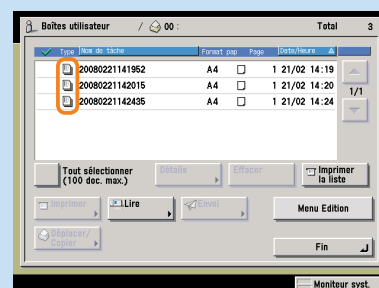 Boîtes utilisateur / 00 : Total 3
Type Nom de tâche Format pap Page Date/Heure
20080221141952 A4 1 21/02 14:19
20080221142015 A4 1 21/02 14:20
20080221142435 A4 1 21/02 14:24
1/1
Tout sélectionner
(100 doc. max.)
Détails
Effacer
Imprimer
la liste
Imprimer
Lire
Envoi
Menu Edition
Déplacer/
Copier
Fin
Moniteur syst.